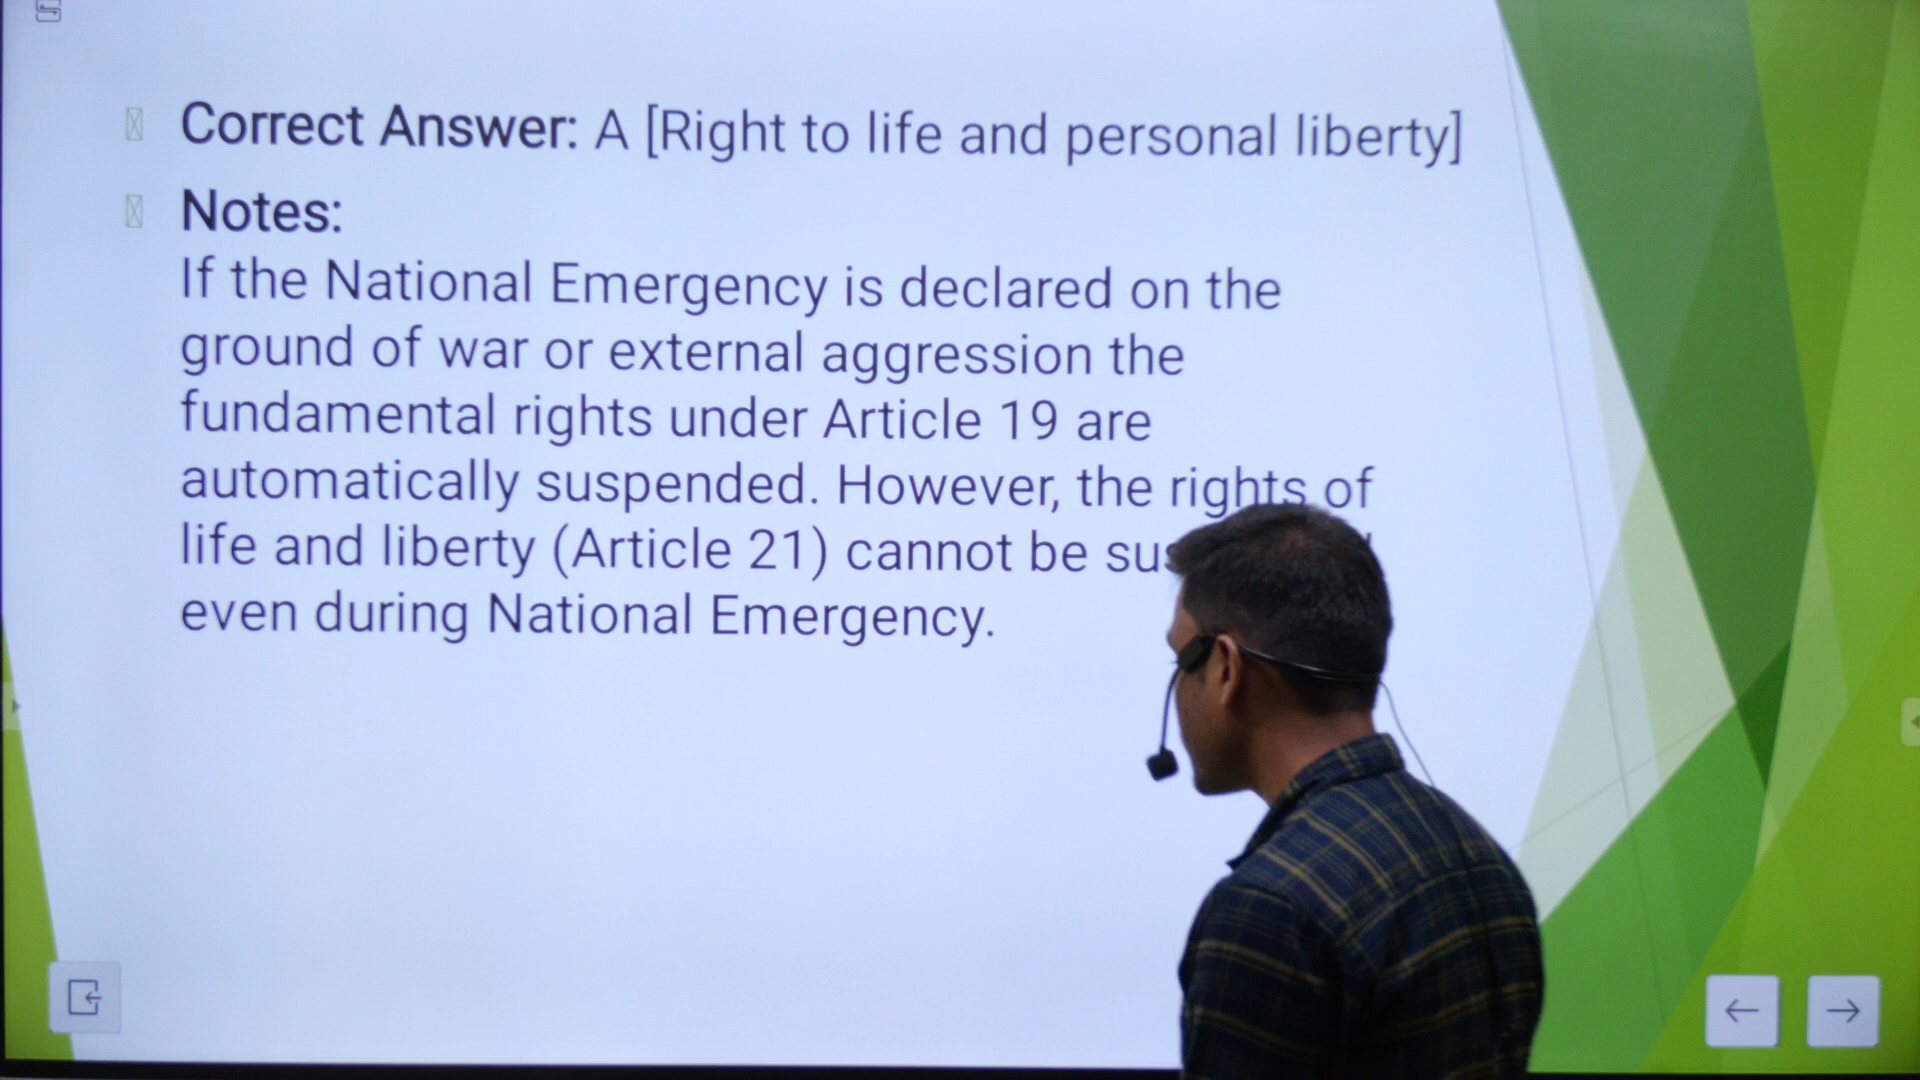 Correct Answer: A [Right to life and personal liberty]
Notes:
If the National Emergency is declared on the
ground of war or external aggression the
fundamental rights under Article 19 are
automatically suspended. However, the rights of
life and liberty (Article 21) cannot be
even during National Emergency.